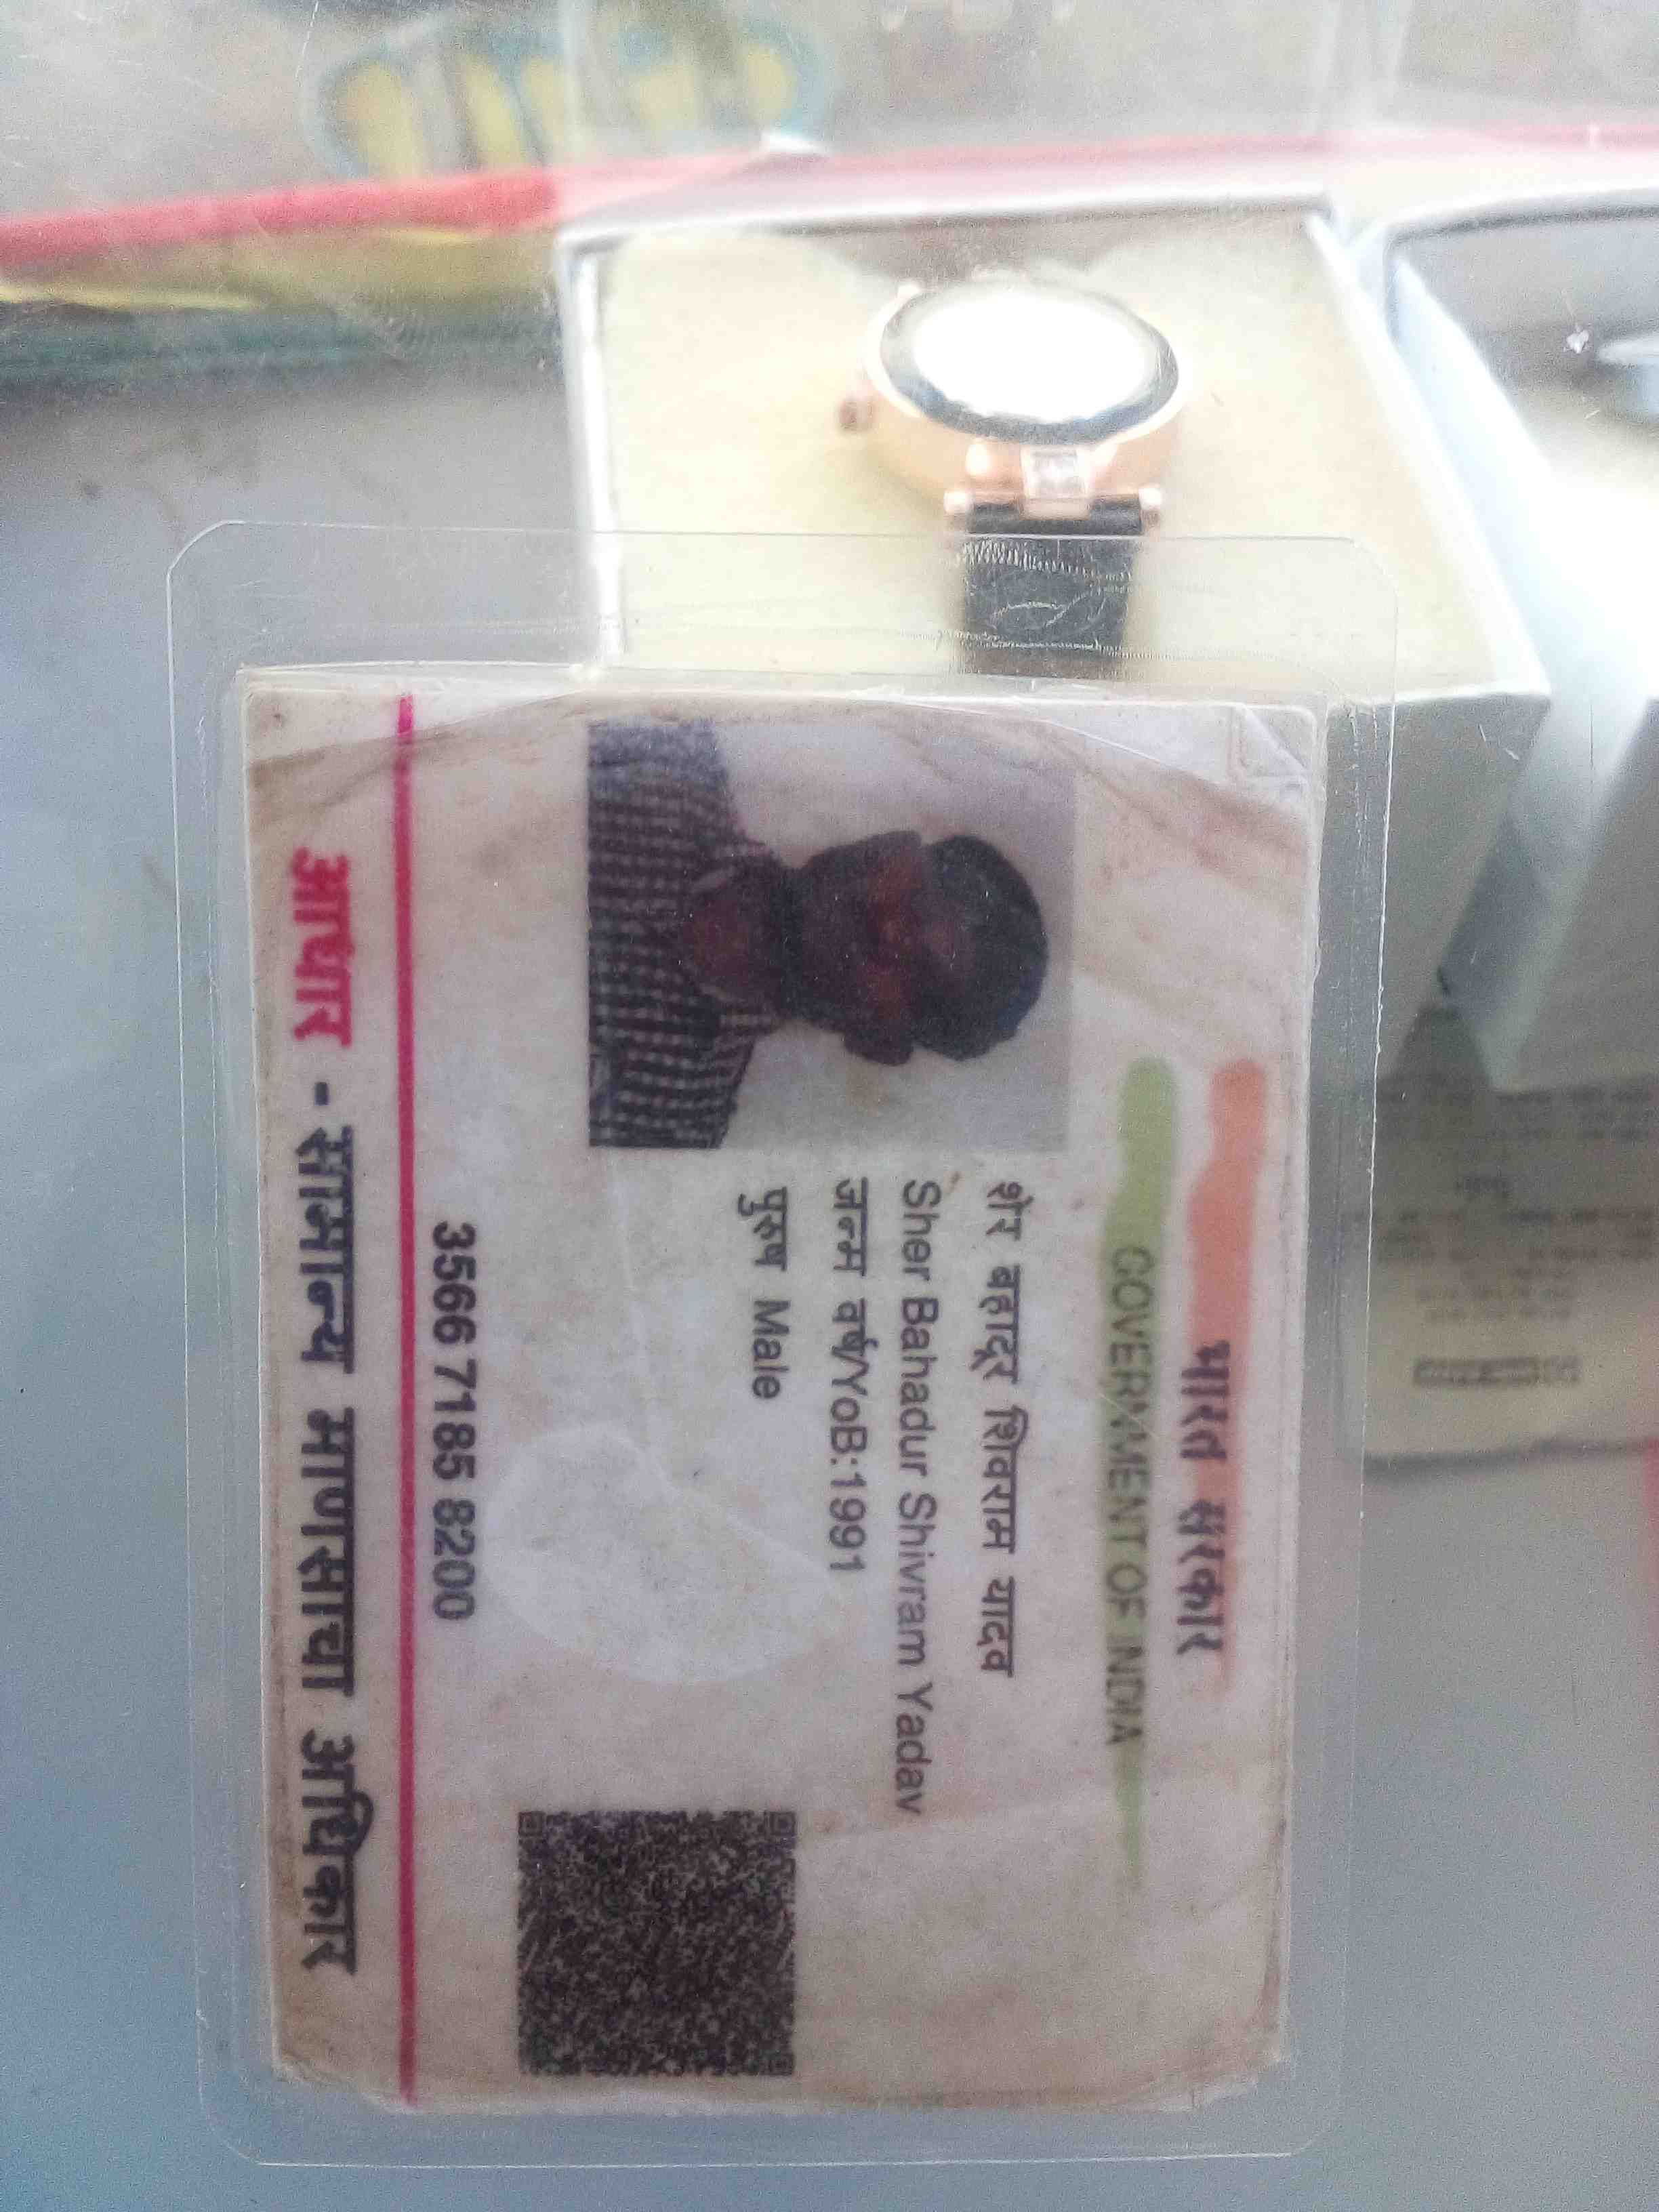 भारत सरकार
GOVERNMENT OF INDIA
शेर बहादूर शिवराम यादव
Sher Bahadur Shivram Yadav
जन्म वर्ष/YoB:1991
पुरुष Male
3566 7185 8200
आधार - सामान्य माणसाचा अधिकार